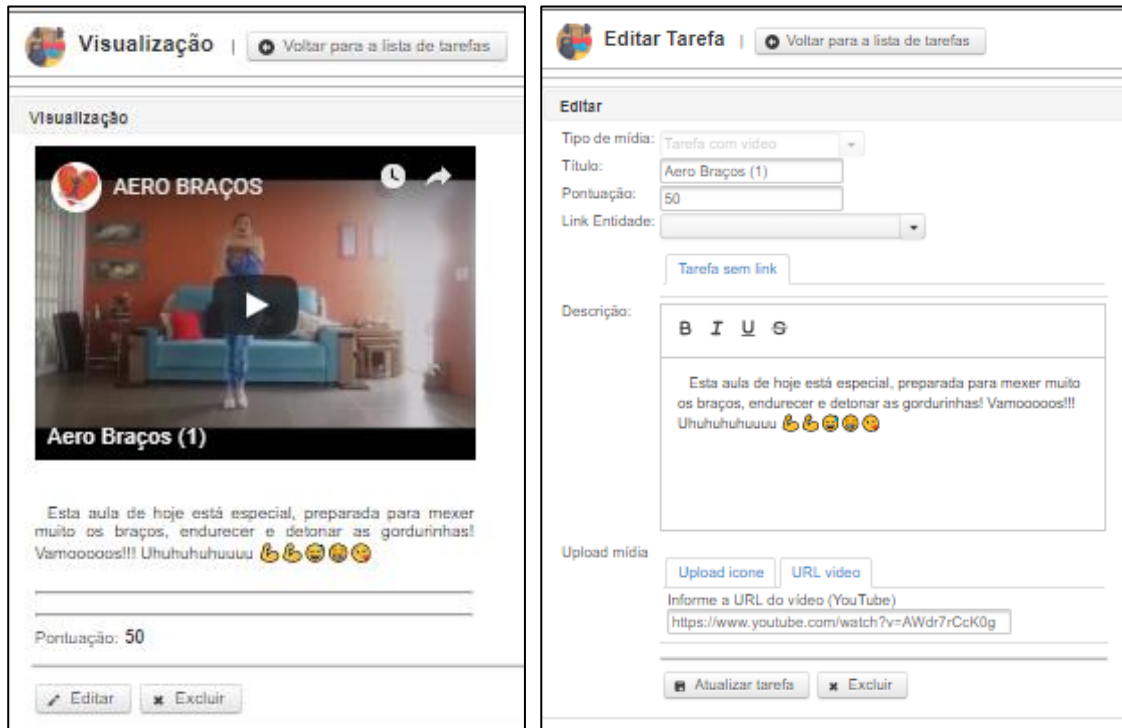 Visualização | Voltar para a lista de tarefas
Visualização
AERO BRAÇOS
Aero Braços (1)
Esta aula de hoje está especial, preparada para mexer
muito os braços, endurecer e detonar as gordurinhas!
Vamooooos!!! Uhuhuhuhuuuu 💪💪😅😄😘
Pontuação: 50
Editar Excluir
Editar Tarefa | Voltar para a lista de tarefas
Editar
Tipo de mídia: Tarefa com vídeo
Título: Aero Braços (1)
Pontuação: 50
Link Entidade:
Tarefa sem link
Descrição:
B I U S
Esta aula de hoje está especial, preparada para mexer muito
os braços, endurecer e detonar as gordurinhas! Vamooooos!!!
Uhuhuhuhuuuu 💪💪😅😄😘
Upload mídia
Upload icone URL video
Informe a URL do vídeo (YouTube)
https://www.youtube.com/watch?v=AWdr7rCcK0g
Atualizar tarefa Excluir